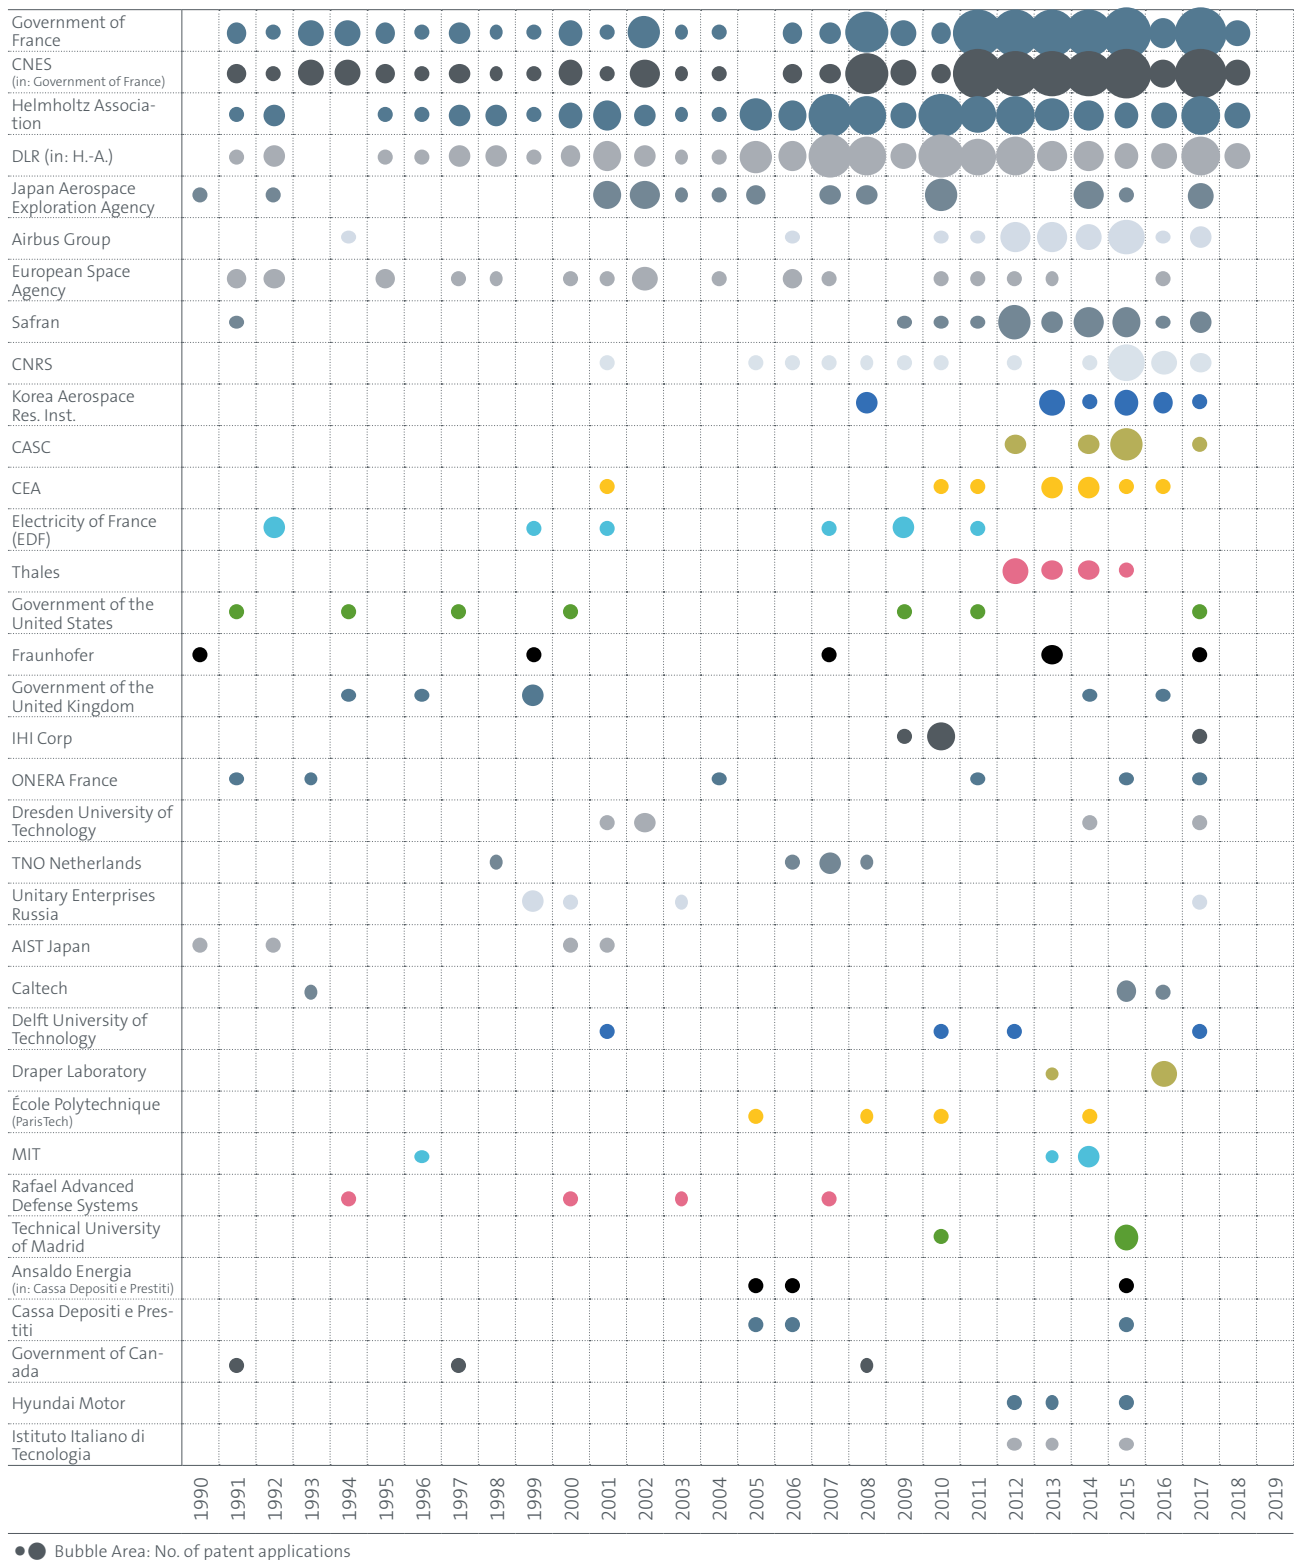 Government of
France
CNES
(in: Government of France)
Helmholtz Associa-
tion
DLR (in: H.-A.)
Japan Aerospace
Exploration Agency
Airbus Group
European Space
Agency
Safran
CNRS
Korea Aerospace
Res. Inst.
CASC
CEA
Electricity of France
(EDF)
Thales
Government of the
United States
Fraunhofer
Government of the
United Kingdom
IHI Corp
ONERA France
Dresden University of
Technology
TNO Netherlands
Unitary Enterprises
Russia
AIST Japan
Caltech
Delft University of
Technology
Draper Laboratory
École Polytechnique
(ParisTech)
MIT
Rafael Advanced
Defense Systems
Technical University
of Madrid
Ansaldo Energia
(in: Cassa Depositi e Prestiti)
Cassa Depositi e Pres-
titi
Government of Can-
ada
Hyundai Motor
Istituto Italiano di
Tecnologia
1990
1991
1992
1993
1994
1995
1996
1997
1998
1999
2000
2001
2002
2003
2004
2005
2006
2007
2008
2009
2010
2011
2012
2013
2014
2015
2016
2017
2018
2019
Bubble Area: No. of patent applications